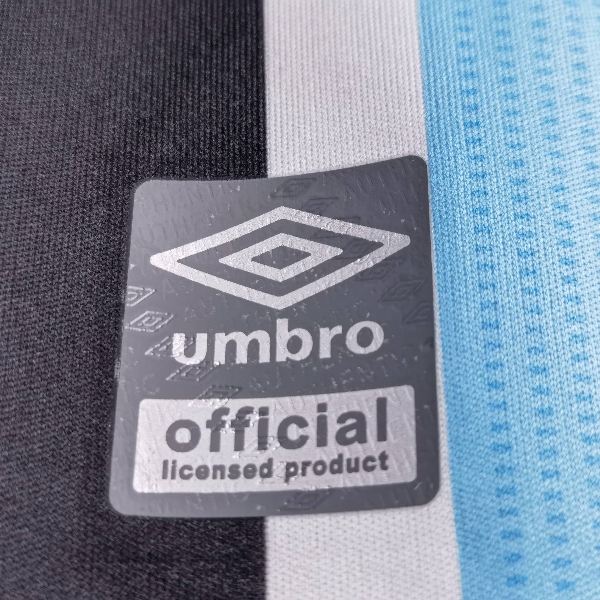 umbro
official
licensed product